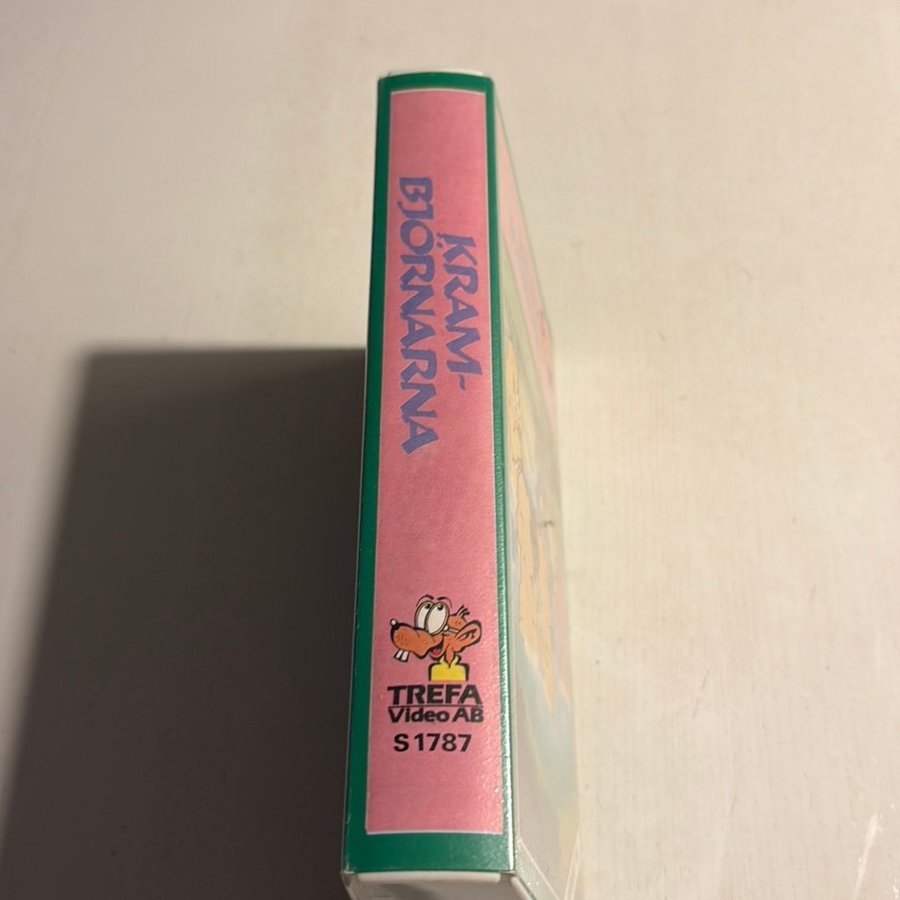 KRAM-
BJÖRNARNA
TREFA
Video AB
S 1787